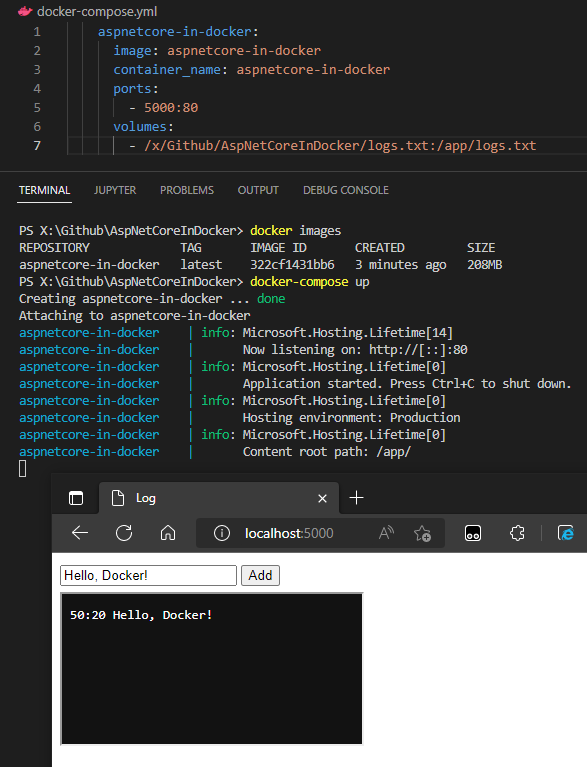 docker-compose.yml
1 aspnetcore-in-docker:
2 image: aspnetcore-in-docker
3 container_name: aspnetcore-in-docker
4 ports:
5 - 5000:80
6 volumes:
7 - /x/Github/AspNetCoreInDocker/logs.txt:/app/logs.txt
TERMINAL JUPYTER PROBLEMS OUTPUT DEBUG CONSOLE
PS X:\Github\AspNetCoreInDocker> docker images
REPOSITORY TAG IMAGE ID CREATED SIZE
aspnetcore-in-docker latest 322cf1431bb6 3 minutes ago 208MB
PS X:\Github\AspNetCoreInDocker> docker-compose up
Creating aspnetcore-in-docker ... done
Attaching to aspnetcore-in-docker
aspnetcore-in-docker | info: Microsoft.Hosting.Lifetime[14]
aspnetcore-in-docker | Now listening on: http://[::]:80
aspnetcore-in-docker | info: Microsoft.Hosting.Lifetime[0]
aspnetcore-in-docker | Application started. Press Ctrl+C to shut down.
aspnetcore-in-docker | info: Microsoft.Hosting.Lifetime[0]
aspnetcore-in-docker | Hosting environment: Production
aspnetcore-in-docker | info: Microsoft.Hosting.Lifetime[0]
aspnetcore-in-docker | Content root path: /app/
Log
localhost:5000
Hello, Docker! Add
50:20 Hello, Docker!